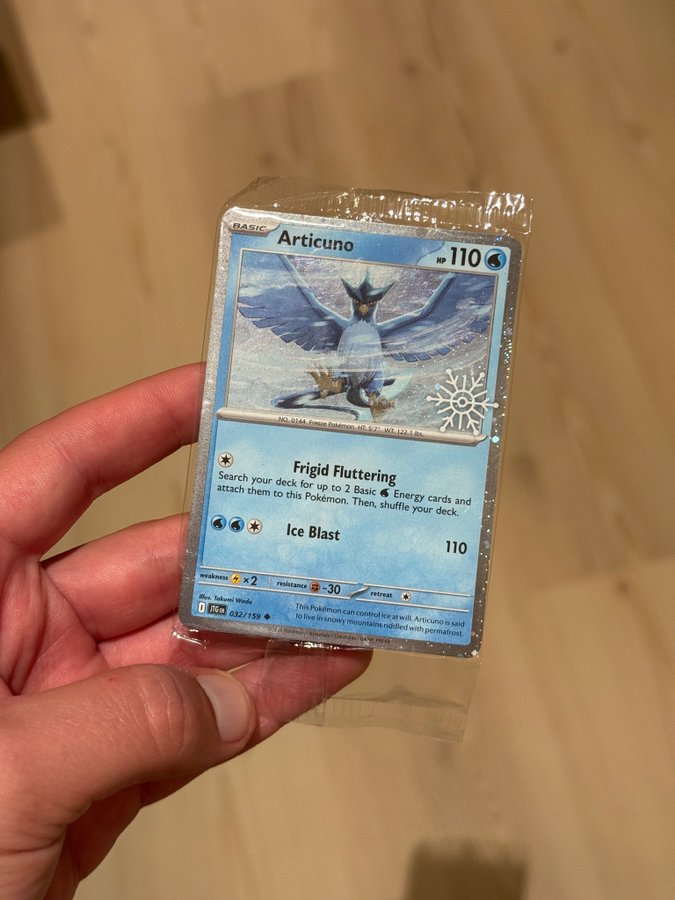 BASIC Articuno HP 110
NO. 0144 Freeze Pokémon HT: 5'7" WT: 122.1 lbs
Frigid Fluttering
Search your deck for up to 2 Basic Energy cards and
attach them to this Pokémon. Then, shuffle your deck.
Ice Blast 110
weakness ×2 resistance -30 retreat
Illus. Takumi Wada
I JTG EN 032/159
This Pokémon can control ice at will. Articuno is said
to live in snowy mountains riddled with permafrost.